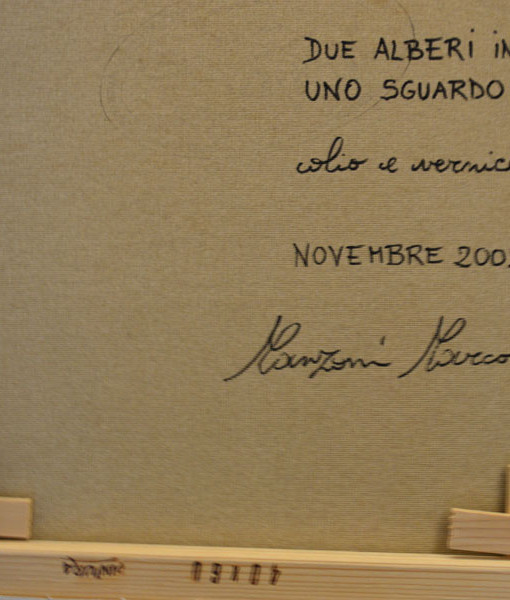 DUE ALBERI IN
UNO SGUARDO
olio e vernic
NOVEMBRE 200
Manzoni Marco